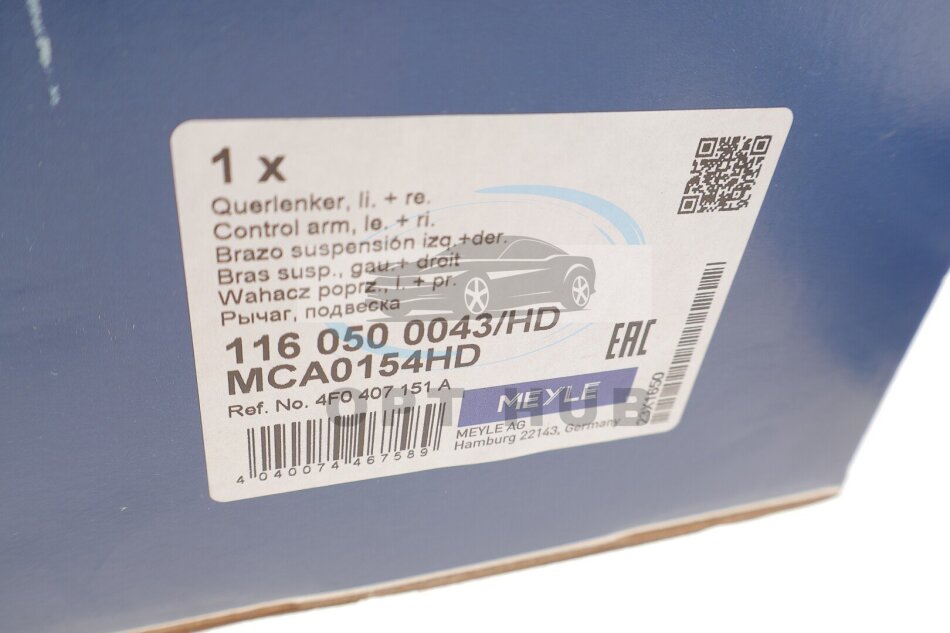 1 x
Querlenker, li. + re.
Control arm, le. + ri.
Brazo suspensión izq.+der.
Bras susp., gau.+ droit
Wahacz poprz., l. + pr.
Рычаг, подвеска
116 050 0043/HD
MCA0154HD
Ref. No. 4F0 407 151 A
4 040074 467589
MEYLE
MEYLE AG
Hamburg 22143, Germany
EAC
OPT HUB